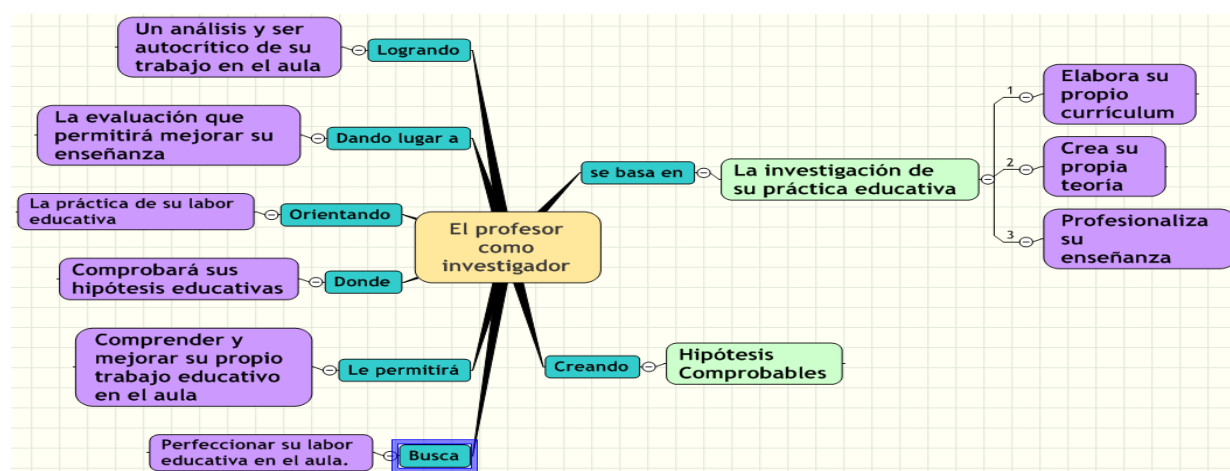 Un análisis y ser
autocrítico de su
trabajo en el aula
Logrando
La evaluación que
permitirá mejorar su
enseñanza
Dando lugar a
La práctica de su labor
educativa
Orientando
Comprobará sus
hipótesis educativas
Donde
Comprender y
mejorar su propio
trabajo educativo
en el aula
Le permitirá
Perfeccionar su labor
educativa en el aula.
Busca
El profesor
como
investigador
se basa en
La investigación de
su práctica educativa
1
Elabora su
propio
currículum
2
Crea su
propia
teoría
3
Profesionaliza
su
enseñanza
Creando
Hipótesis
Comprobables